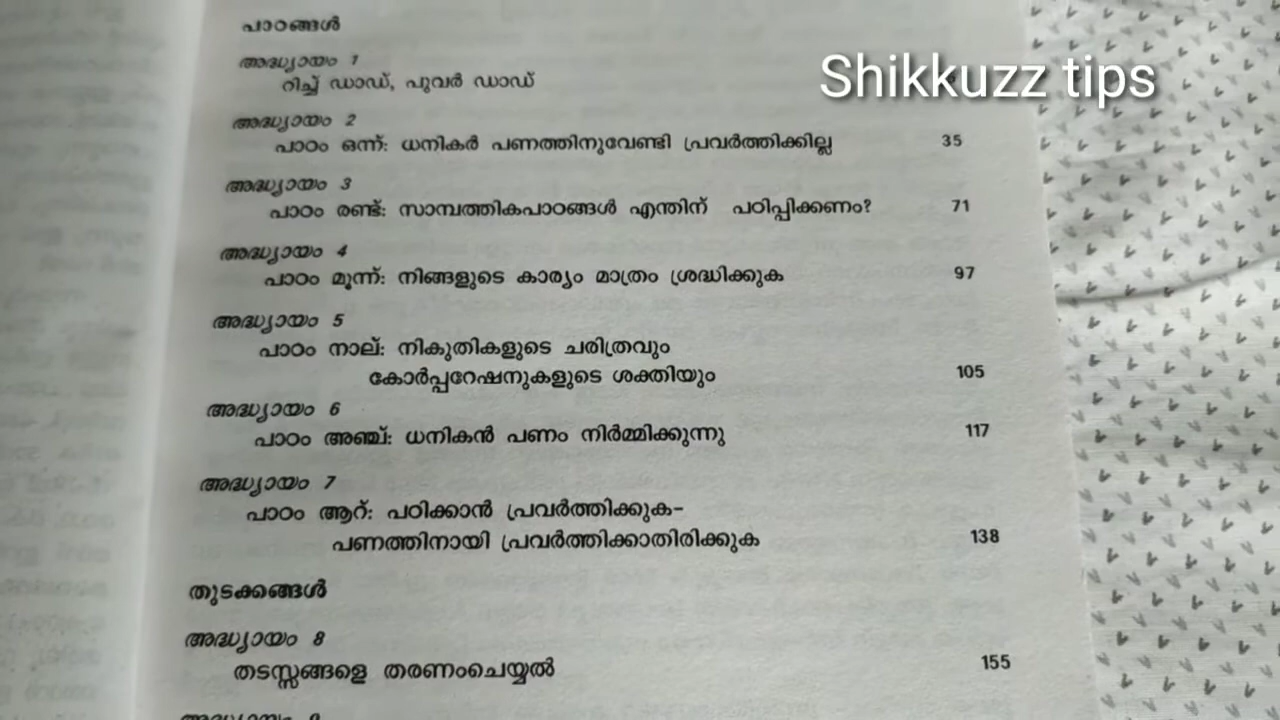 പാഠങ്ങൾ
അദ്ധ്യായം 1
റിച്ച് ഡാഡ്, പുവർ ഡാഡ്
Shikkuzz tips
അദ്ധ്യായം 2
പാഠം ഒന്ന്: ധനികർ പണത്തിനുവേണ്ടി പ്രവർത്തിക്കില്ല 35
അദ്ധ്യായം 3
പാഠം രണ്ട്: സാമ്പത്തികപാഠങ്ങൾ എന്തിന് പഠിപ്പിക്കണം? 71
അദ്ധ്യായം 4
പാഠം മൂന്ന്: നിങ്ങളുടെ കാര്യം മാത്രം ശ്രദ്ധിക്കുക 97
അദ്ധ്യായം 5
പാഠം നാല്: നികുതികളുടെ ചരിത്രവും
കോർപ്പറേഷനുകളുടെ ശക്തിയും 105
അദ്ധ്യായം 6
പാഠം അഞ്ച്: ധനികൻ പണം നിർമ്മിക്കുന്നു 117
അദ്ധ്യായം 7
പാഠം ആറ്: പഠിക്കാൻ പ്രവർത്തിക്കുക-
പണത്തിനായി പ്രവർത്തിക്കാതിരിക്കുക 138
തുടക്കങ്ങൾ
അദ്ധ്യായം 8
തടസ്സങ്ങളെ തരണംചെയ്യൽ 155